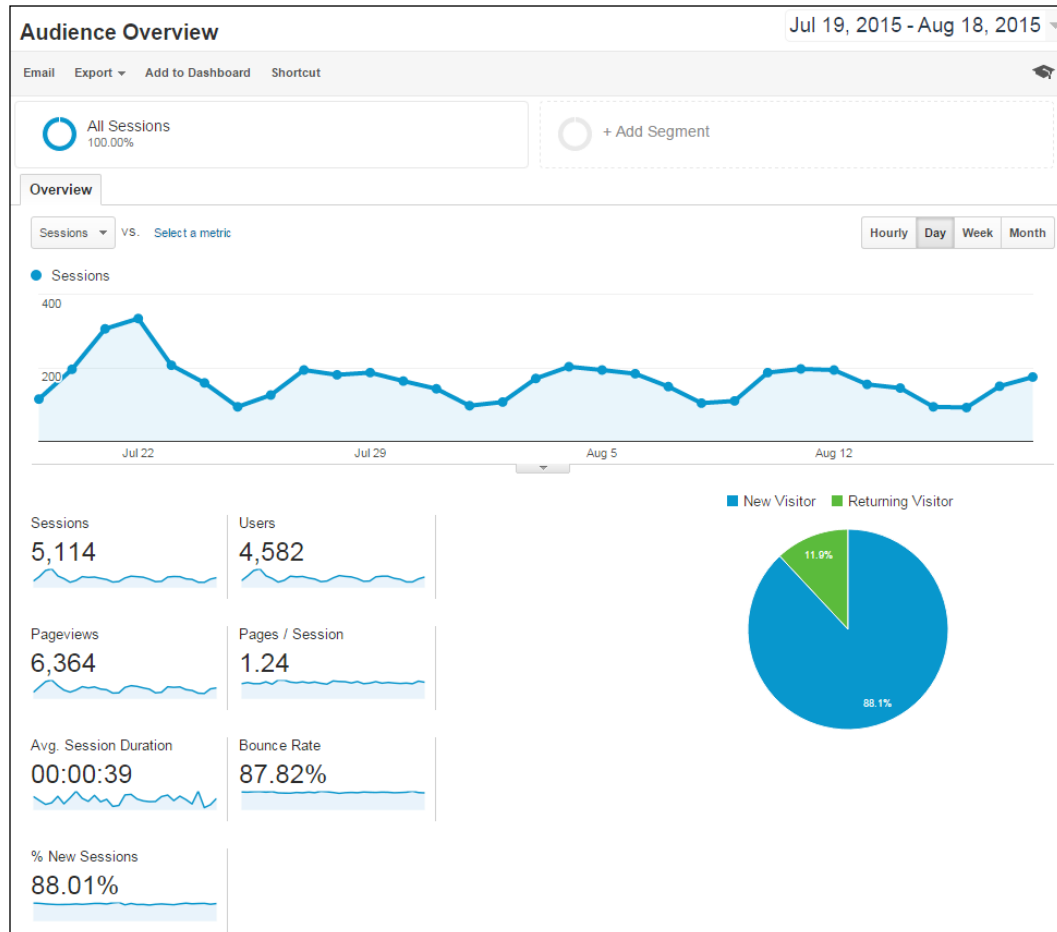 Audience Overview
Jul 19, 2015 - Aug 18, 2015
Email Export Add to Dashboard Shortcut
All Sessions
100.00%
+ Add Segment
Overview
Sessions VS. Select a metric
Hourly Day Week Month
Sessions
400
200
Jul 22 Jul 29 Aug 5 Aug 12
New Visitor Returning Visitor
11.9%
88.1%
Sessions
5,114
Users
4,582
Pageviews
6,364
Pages / Session
1.24
Avg. Session Duration
00:00:39
Bounce Rate
87.82%
% New Sessions
88.01%